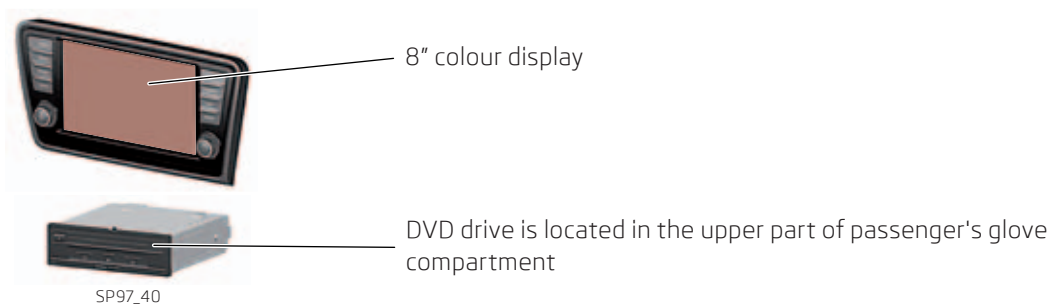 8" colour display
DVD drive is located in the upper part of passenger's glove
compartment
SP97_40